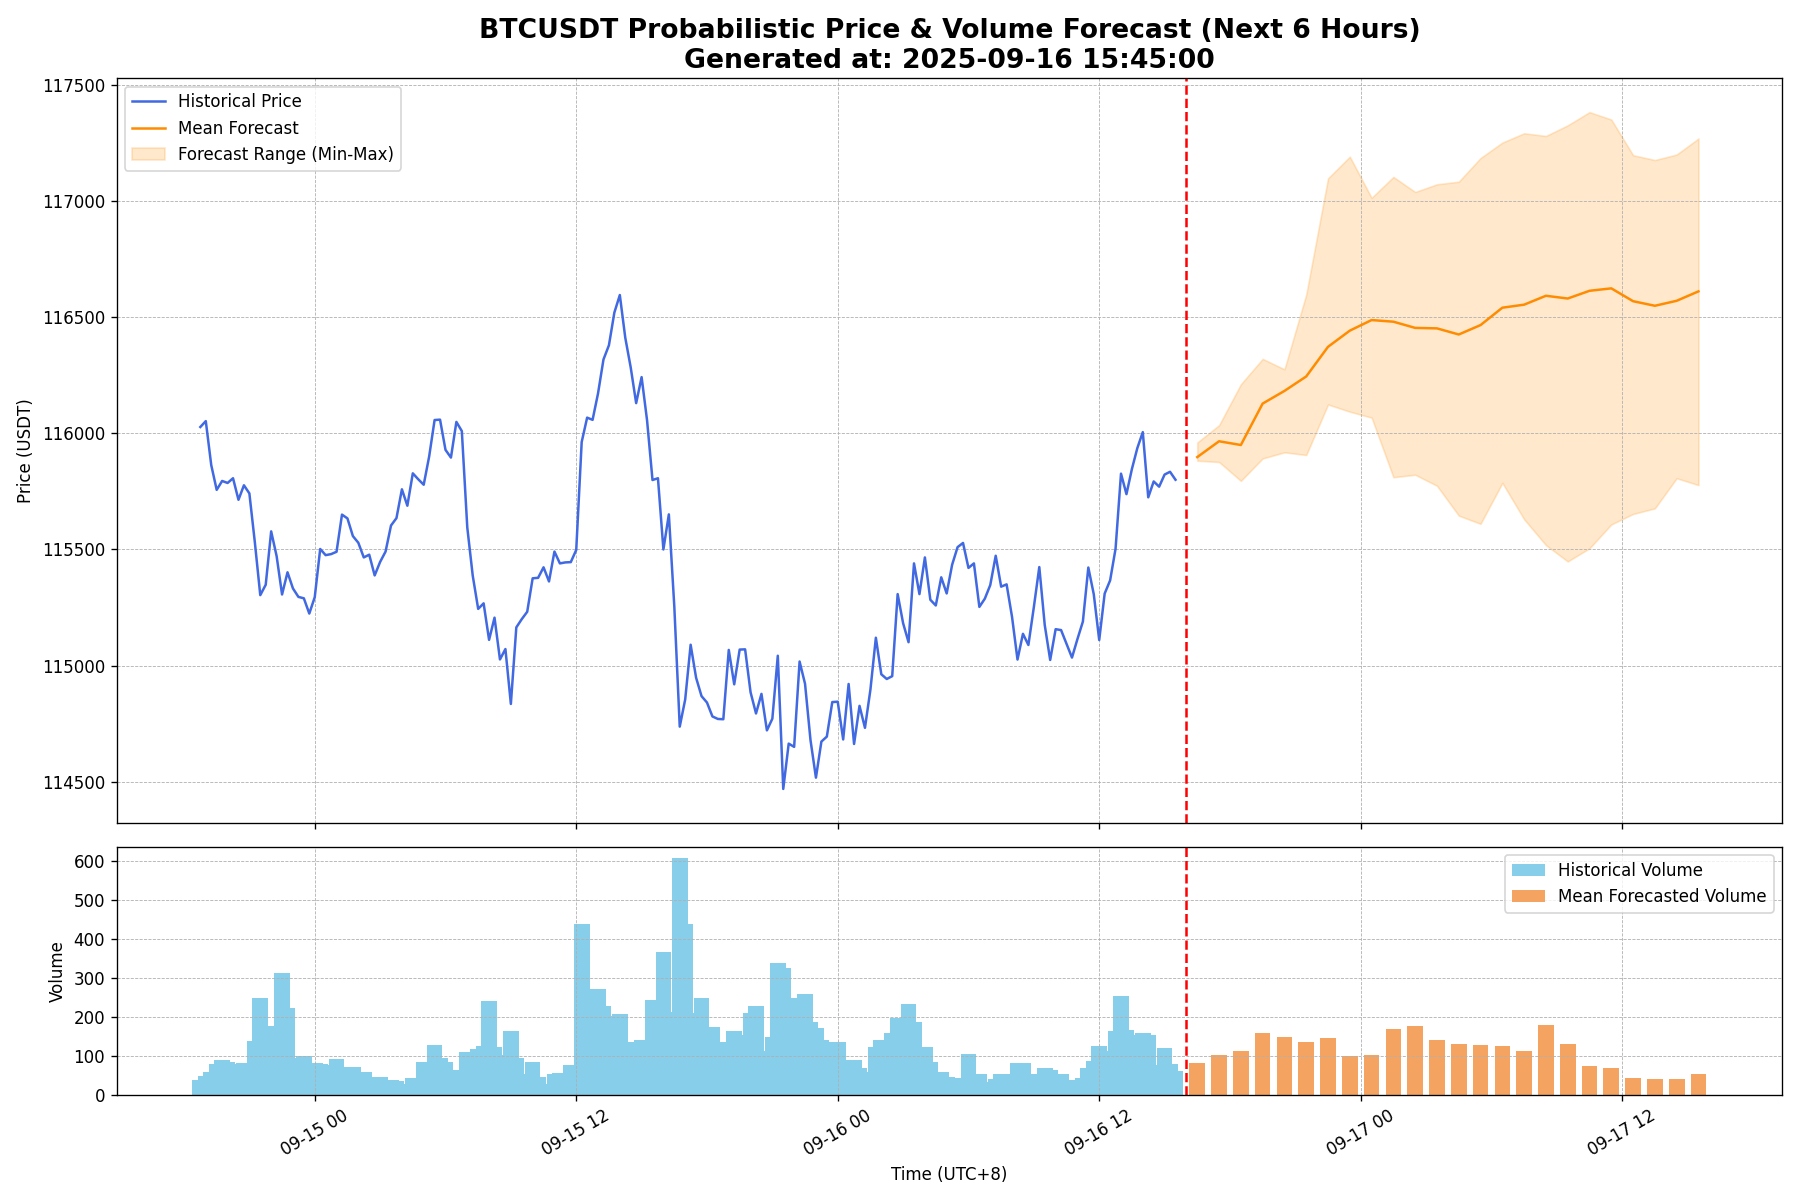 BTCUSDT Probabilistic Price & Volume Forecast (Next 6 Hours)
Generated at: 2025-09-16 15:45:00
Historical Price
Mean Forecast
Forecast Range (Min-Max)
117500
117000
116500
116000
115500
115000
114500
Price (USDT)
Historical Volume
Mean Forecasted Volume
600
500
400
300
200
100
0
Volume
09-15 00
09-15 12
09-16 00
09-16 12
09-17 00
09-17 12
Time (UTC+8)